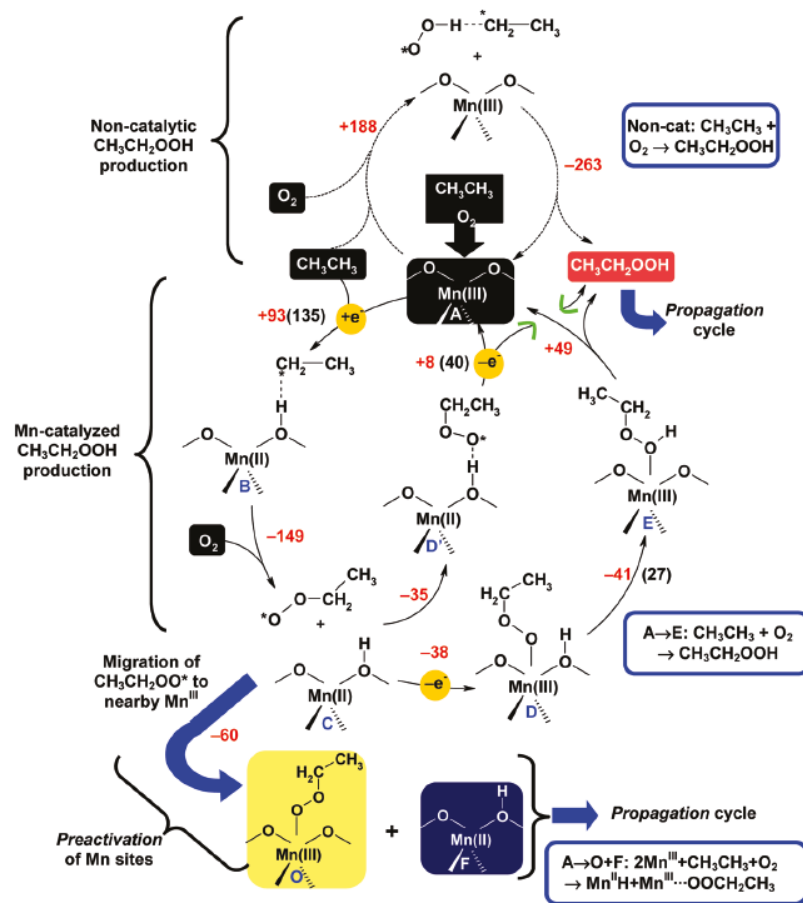 O—H---CH₂—CH₃
*
*O
+
O
O
Mn(III)
Non-catalytic
CH₃CH₂OOH
production
+188
–263
Non-cat: CH₃CH₃ +
O₂ → CH₃CH₂OOH
O₂
CH₃CH₃
O₂
CH₃CH₃
O
O
Mn(III)
A
CH₃CH₂OOH
Propagation
cycle
+93(135)
+e⁻
+8 (40)
–e⁻
+49
CH₂—CH₃
*
H
O
O
Mn(II)
B
Mn-catalyzed
CH₃CH₂OOH
production
CH₂CH₃
O
O*
H
O
O
Mn(II)
D'
H₃C
CH₂
O
O
H
O
O
Mn(III)
E
O₂
–149
CH₃
O
CH₂
*O
+
–35
–41 (27)
H
O
O
Mn(II)
C
–38
–e⁻
CH₃
H₂C
O
O
H
O
O
Mn(III)
D
A→E: CH₃CH₃ + O₂
→ CH₃CH₂OOH
Migration of
CH₃CH₂OO* to
nearby Mnᴵᴵᴵ
–60
Preactivation
of Mn sites
CH₃
H₂C
O
O
O
O
Mn(III)
O
+
H
O
O
Mn(II)
F
Propagation cycle
A→O+F: 2Mnᴵᴵᴵ+CH₃CH₃+O₂
→ MnᴵᴵH+Mnᴵᴵᴵ···OOCH₂CH₃